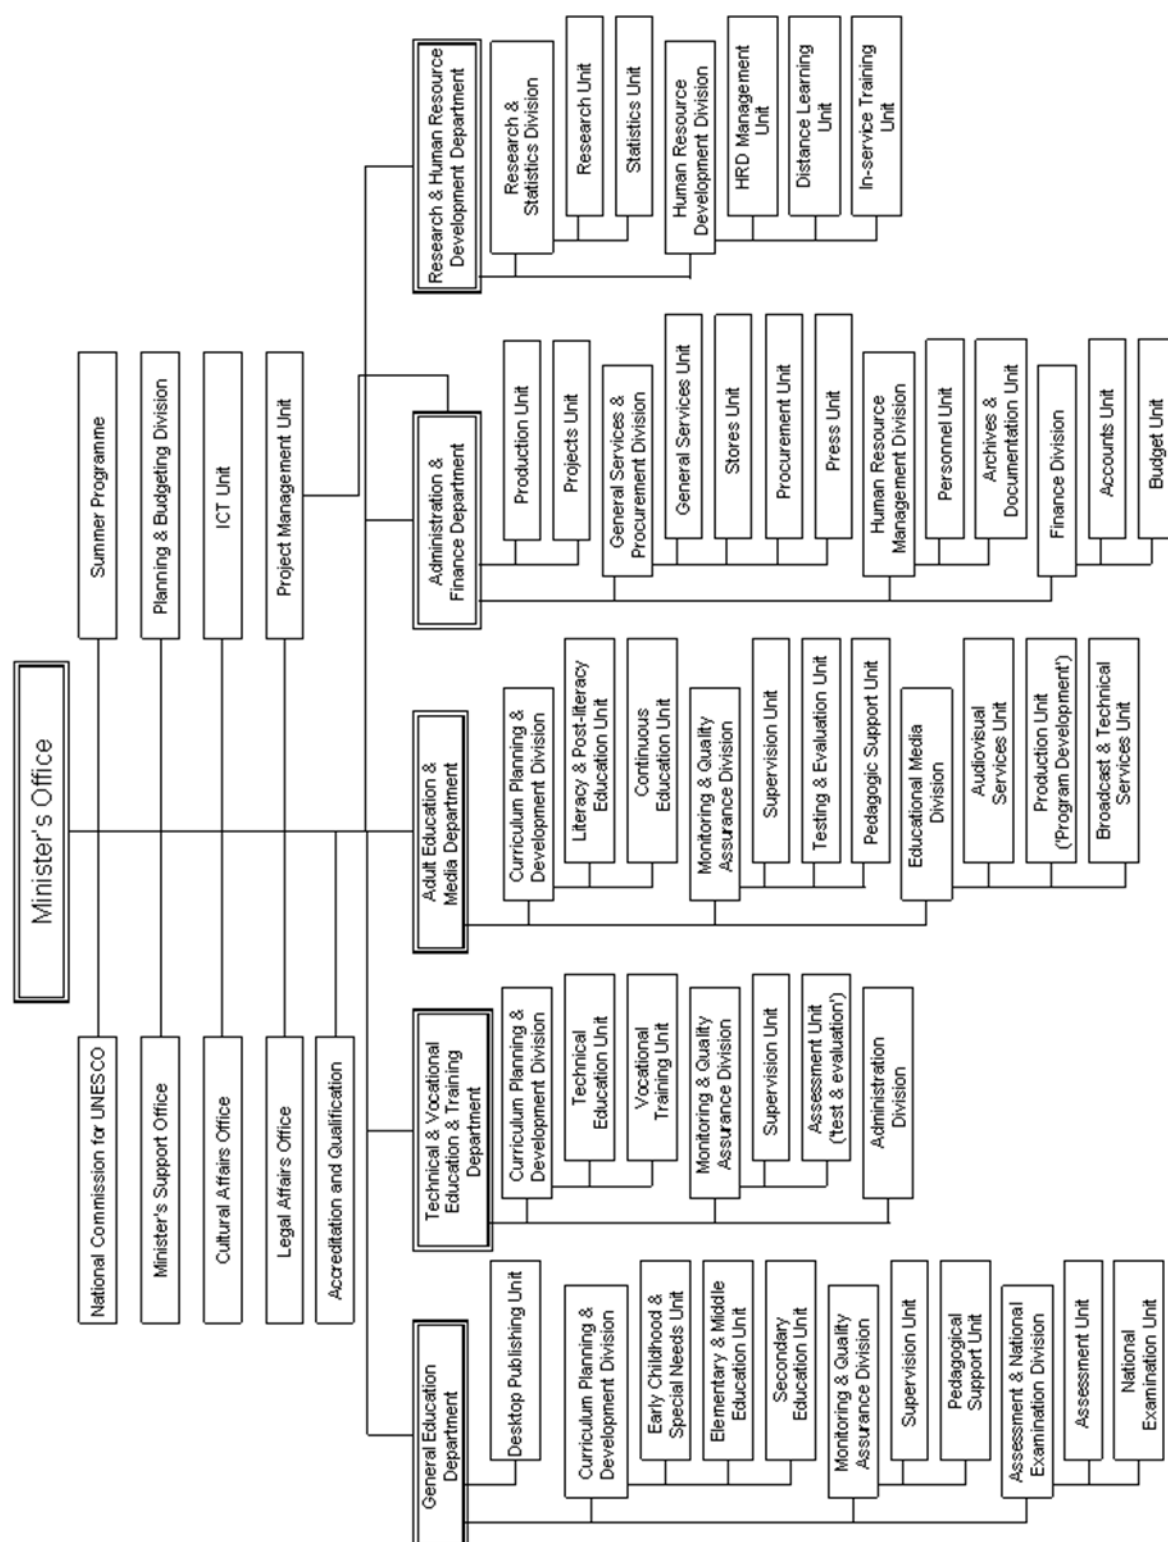 Minister's Office
National Commission for UNESCO
Summer Programme
Minister's Support Office
Planning & Budgeting Division
Cultural Affairs Office
ICT Unit
Legal Affairs Office
Project Management Unit
Accreditation and Qualification
General Education
Department
Desktop Publishing Unit
Curriculum Planning &
Development Division
Early Childhood &
Special Needs Unit
Elementary & Middle
Education Unit
Secondary
Education Unit
Monitoring & Quality
Assurance Division
Supervision Unit
Pedagogical
Support Unit
Assessment & National
Examination Division
Assessment Unit
National
Examination Unit
Technical & Vocational
Education & Training
Department
Curriculum Planning &
Development Division
Technical
Education Unit
Vocational
Training Unit
Monitoring & Quality
Assurance Division
Supervision Unit
Assessment Unit
('test & evaluation')
Administration
Division
Adult Education &
Media Department
Curriculum Planning &
Development Division
Literacy & Post-literacy
Education Unit
Continuous
Education Unit
Monitoring & Quality
Assurance Division
Supervision Unit
Testing & Evaluation Unit
Pedagogic Support Unit
Educational Media
Division
Audiovisual
Services Unit
Production Unit
('Program Development')
Broadcast & Technical
Services Unit
Administration &
Finance Department
Production Unit
Projects Unit
General Services &
Procurement Division
General Services Unit
Stores Unit
Procurement Unit
Press Unit
Human Resource
Management Division
Personnel Unit
Archives &
Documentation Unit
Finance Division
Accounts Unit
Budget Unit
Research & Human Resource
Development Department
Research &
Statistics Division
Research Unit
Statistics Unit
Human Resource
Development Division
HRD Management
Unit
Distance Learning
Unit
In-service Training
Unit